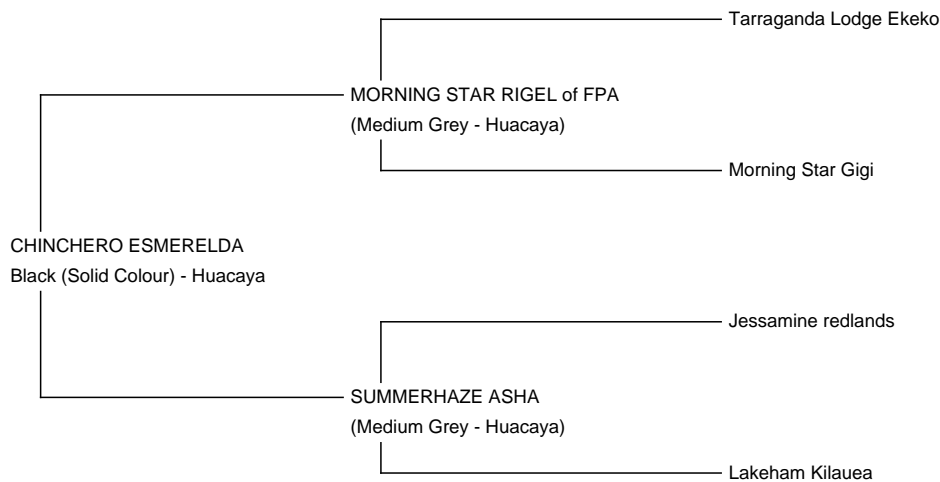 Tarraganda Lodge Ekeko
MORNING STAR RIGEL of FPA
(Medium Grey - Huacaya)
Morning Star Gigi
CHINCHERO ESMERELDA
Black (Solid Colour) - Huacaya
Jessamine redlands
SUMMERHAZE ASHA
(Medium Grey - Huacaya)
Lakeham Kilauea